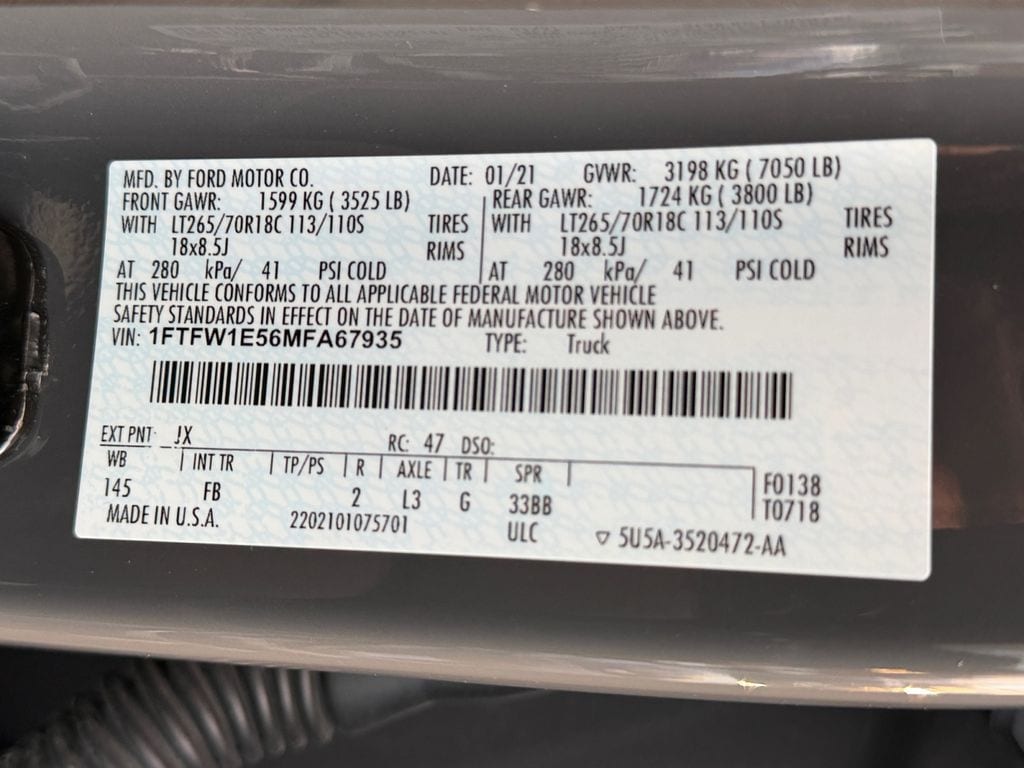 MFD. BY FORD MOTOR CO. DATE: 01/21 GVWR: 3198 KG ( 7050 LB)
FRONT GAWR: 1599 KG ( 3525 LB) REAR GAWR: 1724 KG ( 3800 LB)
WITH LT265/70R18C 113/110S TIRES WITH LT265/70R18C 113/110S TIRES
18x8.5J RIMS 18x8.5J RIMS
AT 280 kPa/ 41 PSI COLD AT 280 kPa/ 41 PSI COLD
THIS VEHICLE CONFORMS TO ALL APPLICABLE FEDERAL MOTOR VEHICLE
SAFETY STANDARDS IN EFFECT ON THE DATE OF MANUFACTURE SHOWN ABOVE.
VIN: 1FTFW1E56MFA67935 TYPE: Truck
EXT PNT: JX RC: 47 DSO:
WB INT TR TP/PS R AXLE TR SPR F0138
145 FB 2 L3 G 33BB T0718
MADE IN U.S.A. 2202101075701 ULC ▽ 5U5A-3520472-AA